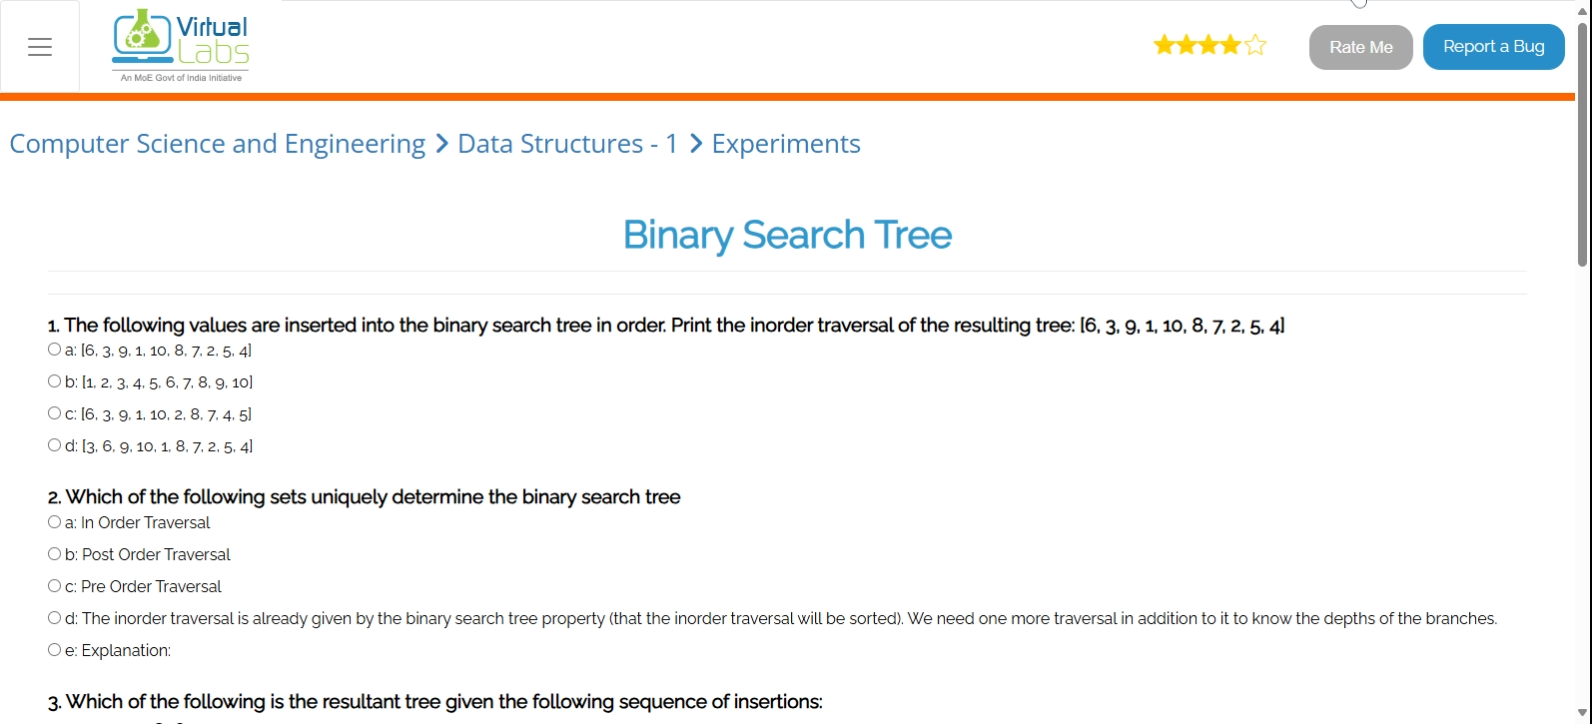 Virtual
Labs
An MoE Govt of India Initiative
Rate Me
Report a Bug
Computer Science and Engineering > Data Structures - 1 > Experiments
Binary Search Tree
1. The following values are inserted into the binary search tree in order. Print the inorder traversal of the resulting tree: [6, 3, 9, 1, 10, 8, 7, 2, 5, 4]
a: [6, 3, 9, 1, 10, 8, 7, 2, 5, 4]
b: [1, 2, 3, 4, 5, 6, 7, 8, 9, 10]
c: [6, 3, 9, 1, 10, 2, 8, 7, 4, 5]
d: [3, 6, 9, 10, 1, 8, 7, 2, 5, 4]
2. Which of the following sets uniquely determine the binary search tree
a: In Order Traversal
b: Post Order Traversal
c: Pre Order Traversal
d: The inorder traversal is already given by the binary search tree property (that the inorder traversal will be sorted). We need one more traversal in addition to it to know the depths of the branches.
e: Explanation:
3. Which of the following is the resultant tree given the following sequence of insertions: